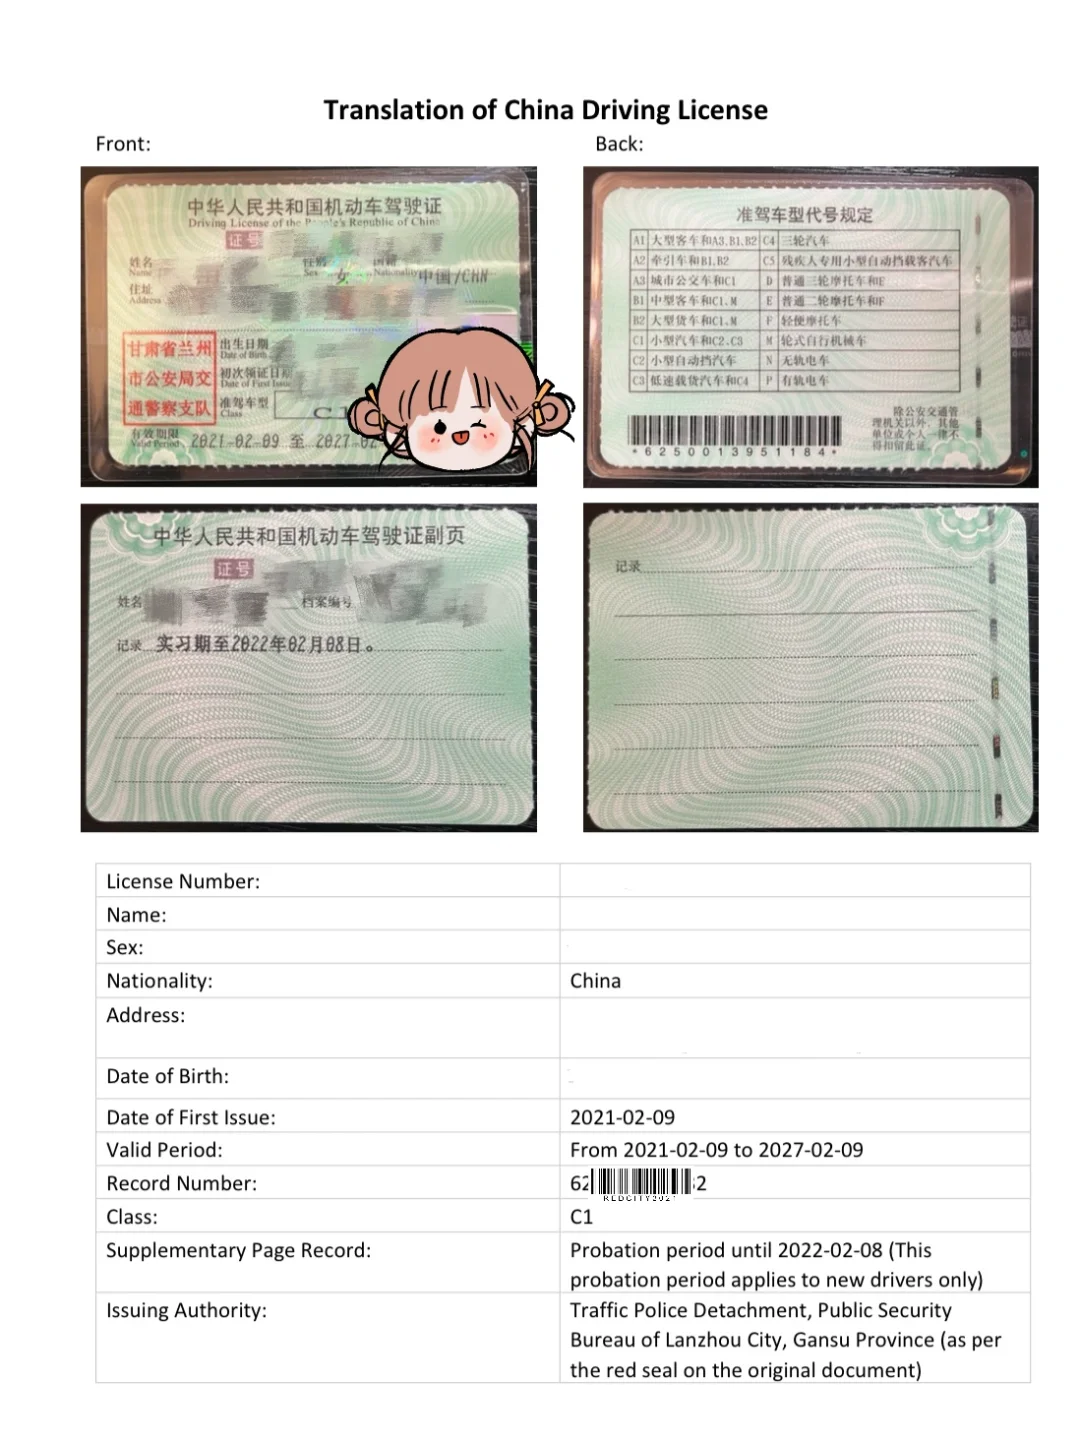 Translation of China Driving License
Front:
Back:
中华人民共和国机动车驾驶证
Driving License of the People's Republic of China
证号
姓名
Name
性别
Sex
女
国籍
Nationality
中国/CHN
住址
Address
甘肃省兰州
市公安局交
通警察支队
出生日期
Date of Birth
初次领证日期
Date of First Issue
准驾车型
Class
C1
有效期限
Valid Period
2021-02-09 至 2027-02
准驾车型代号规定
A1 大型客车和A3.B1.B2 C4 三轮汽车
A2 牵引车和B1.B2 C5 残疾人专用小型自动挡载客汽车
A3 城市公交车和C1 D 普通三轮摩托车和E
B1 中型客车和C1.M E 普通二轮摩托车和F
B2 大型货车和C1.M F 轻便摩托车
C1 小型汽车和C2.C3 M 轮式自行机械车
C2 小型自动挡汽车 N 无轨电车
C3 低速载货汽车和C4 P 有轨电车
*6250013951184*
除公安交通管
理机关以外，其他
单位或个人一律不
得扣留此证。
中华人民共和国机动车驾驶证副页
证号
姓名
档案编号
记录 实习期至2022年02月08日。
记录
License Number:
Name:
Sex:
Nationality: China
Address:
Date of Birth:
Date of First Issue: 2021-02-09
Valid Period: From 2021-02-09 to 2027-02-09
Record Number: 62 2
REDCITY202
Class: C1
Supplementary Page Record: Probation period until 2022-02-08 (This
probation period applies to new drivers only)
Issuing Authority: Traffic Police Detachment, Public Security
Bureau of Lanzhou City, Gansu Province (as per
the red seal on the original document)